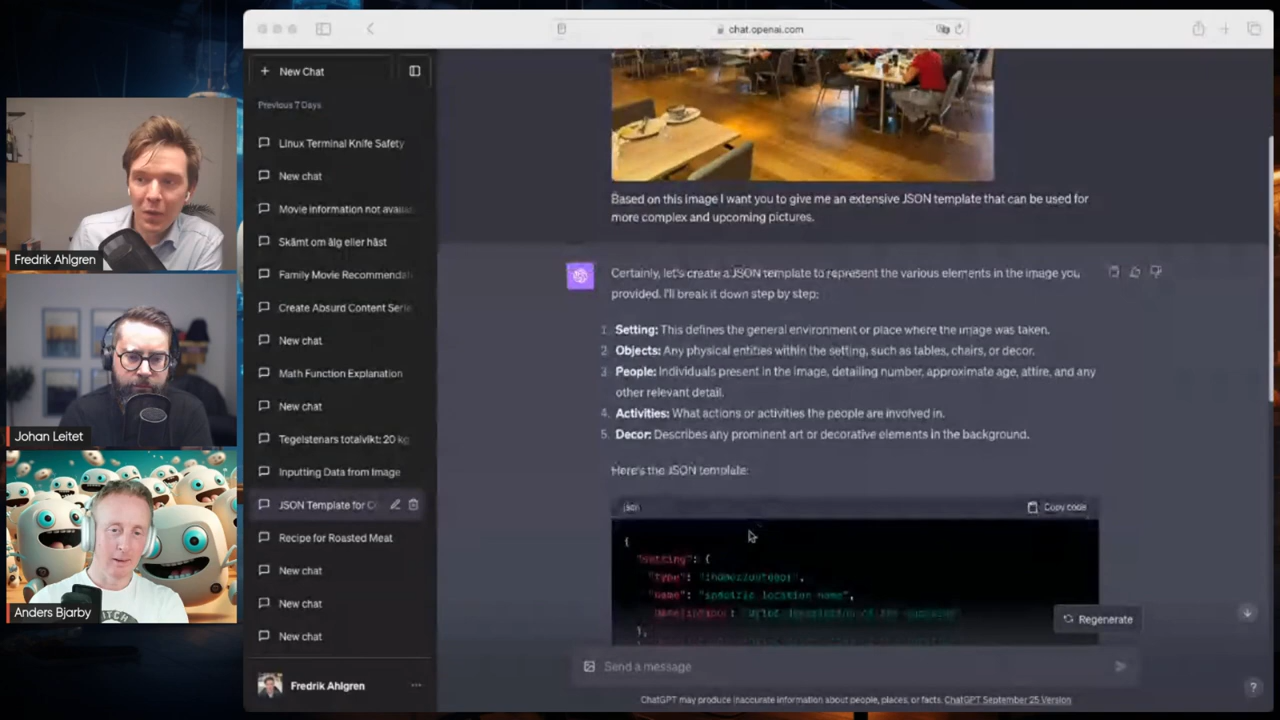 chat.openai.com
New Chat
Previous 7 Days
Linux Terminal Knife Safety
New chat
Movie information not availa
Skämt om älg eller häst
Family Movie Recommenda
Create Absurd Content Serie
New chat
Math Function Explanation
New chat
Tegelstenars totalvikt: 20 kg
Inputting Data from Image
JSON Template for C
Recipe for Roasted Meat
New chat
New chat
New chat
Fredrik Ahlgren
Fredrik Ahlgren
Johan Leitet
Anders Bjarby
Based on this image I want you to give me an extensive JSON template that can be used for
more complex and upcoming pictures.
Certainly, let's create a JSON template to represent the various elements in the image you
provided. I'll break it down step by step:
1. Setting: This defines the general environment or place where the image was taken.
2. Objects: Any physical entities within the setting, such as tables, chairs, or decor.
3. People: Individuals present in the image, detailing number, approximate age, attire, and any
other relevant detail.
4. Activities: What actions or activities the people are involved in.
5. Decor: Describes any prominent art or decorative elements in the background.
Here's the JSON template:
json
Copy code
{
"setting": {
"type": "indoor/outdoor",
"name": "specific location name",
},
Regenerate
Send a message
ChatGPT may produce inaccurate information about people, places, or facts. ChatGPT September 25 Version
?